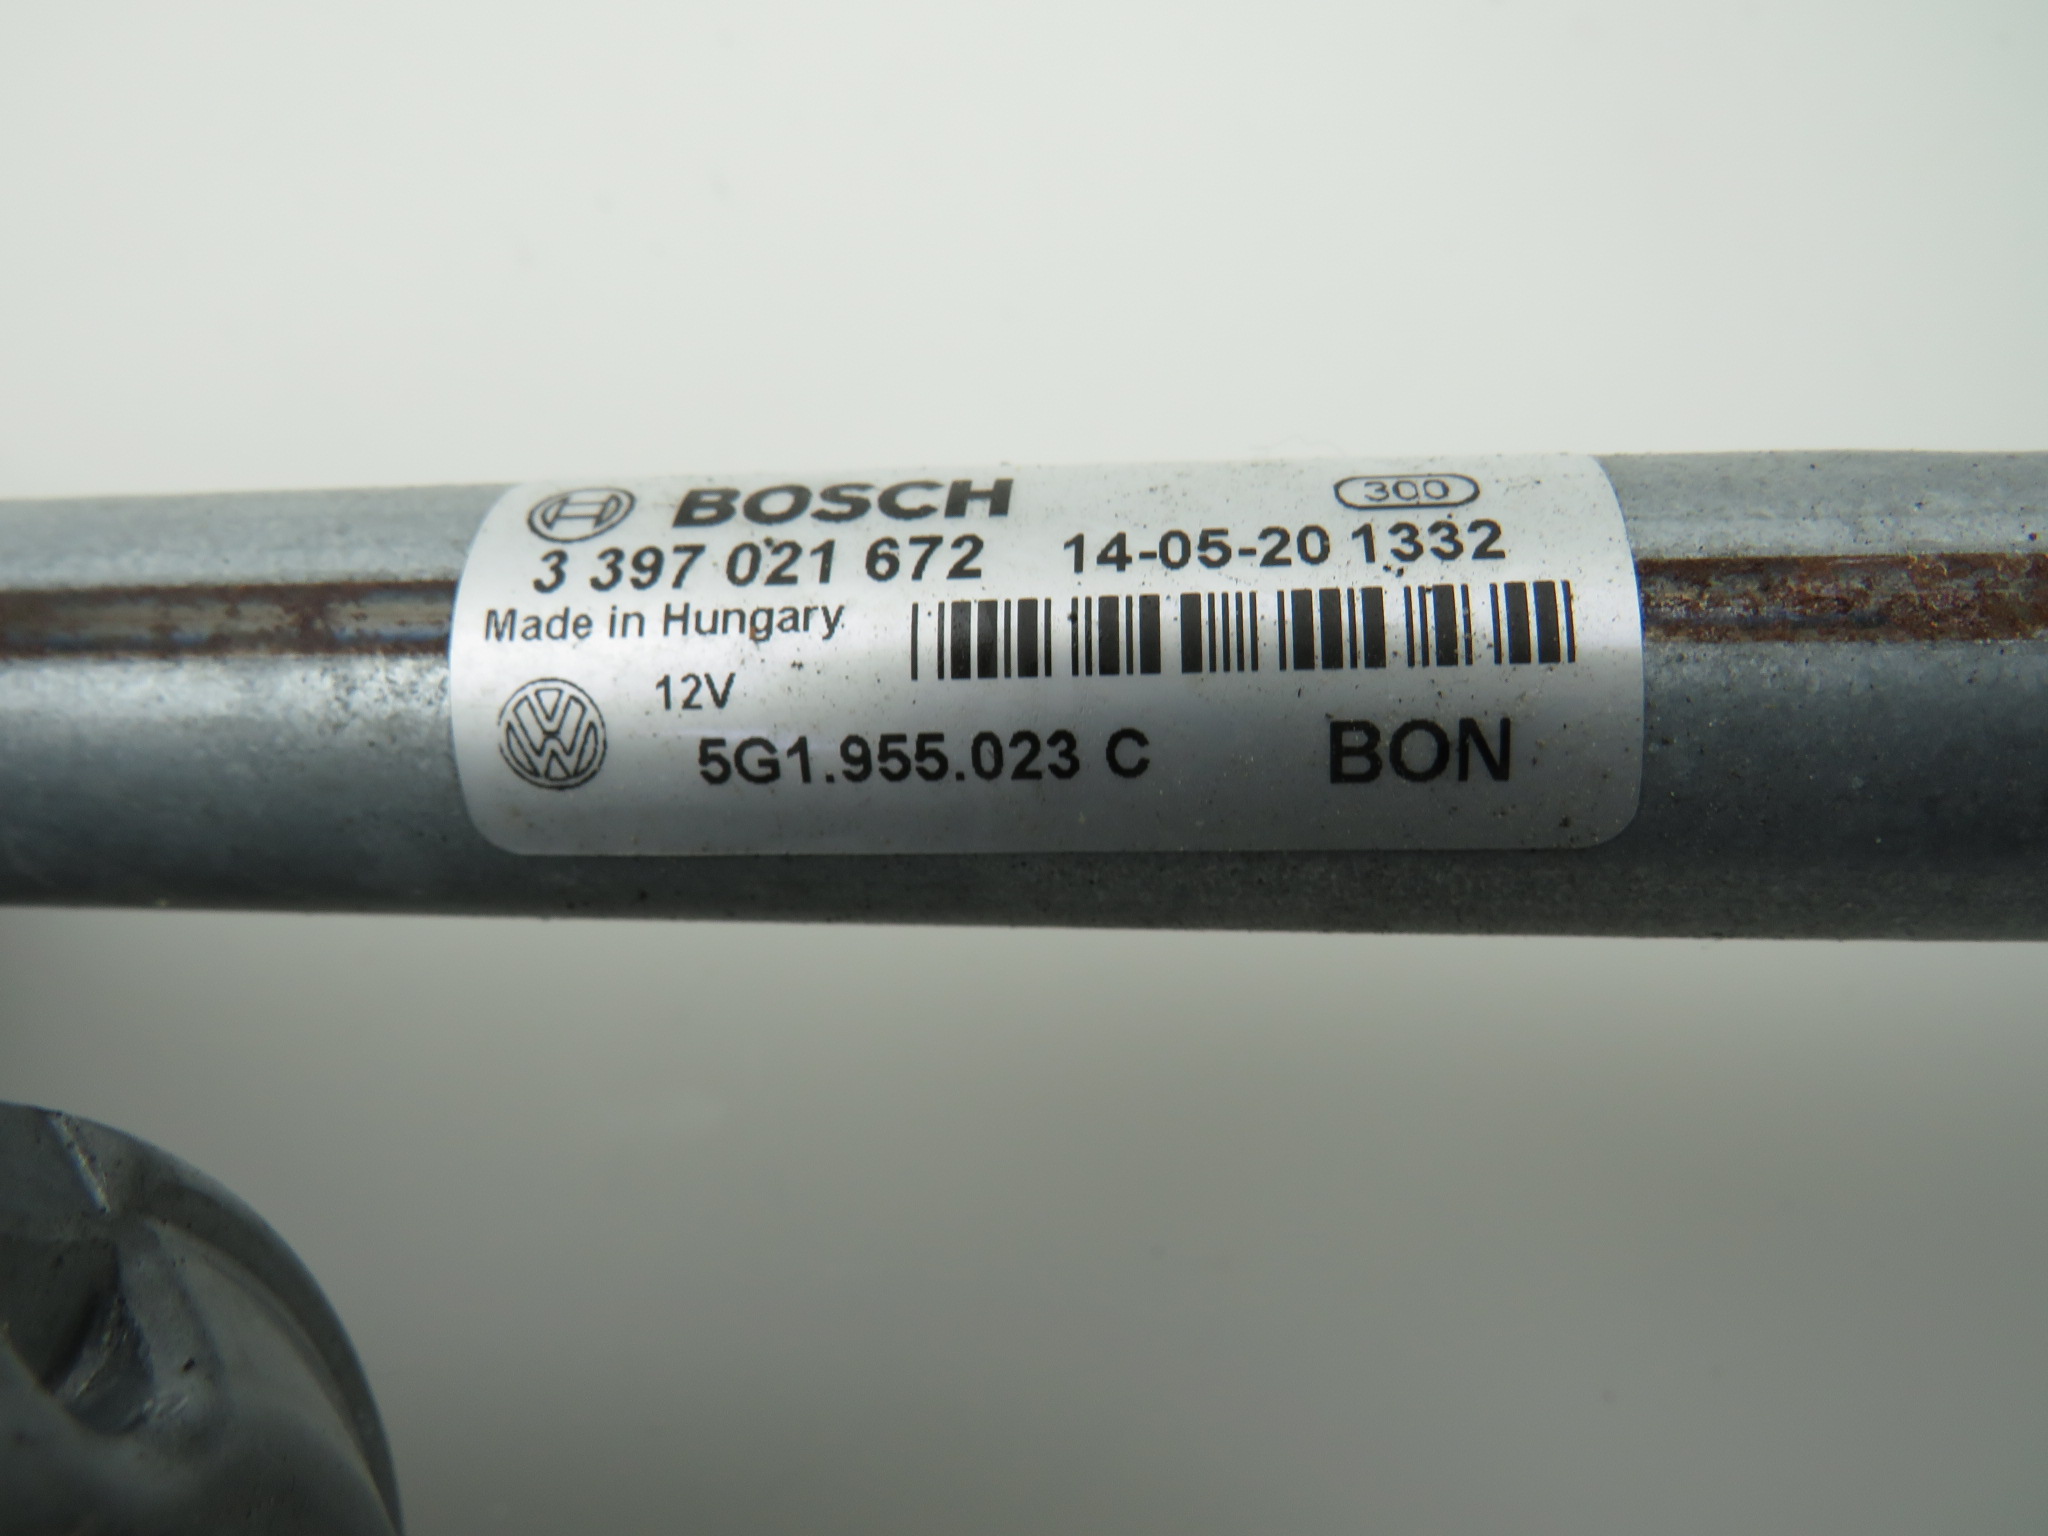 BOSCH 300
3 397 021 672 14-05-20 1332
Made in Hungary
12V
5G1.955.023 C BON